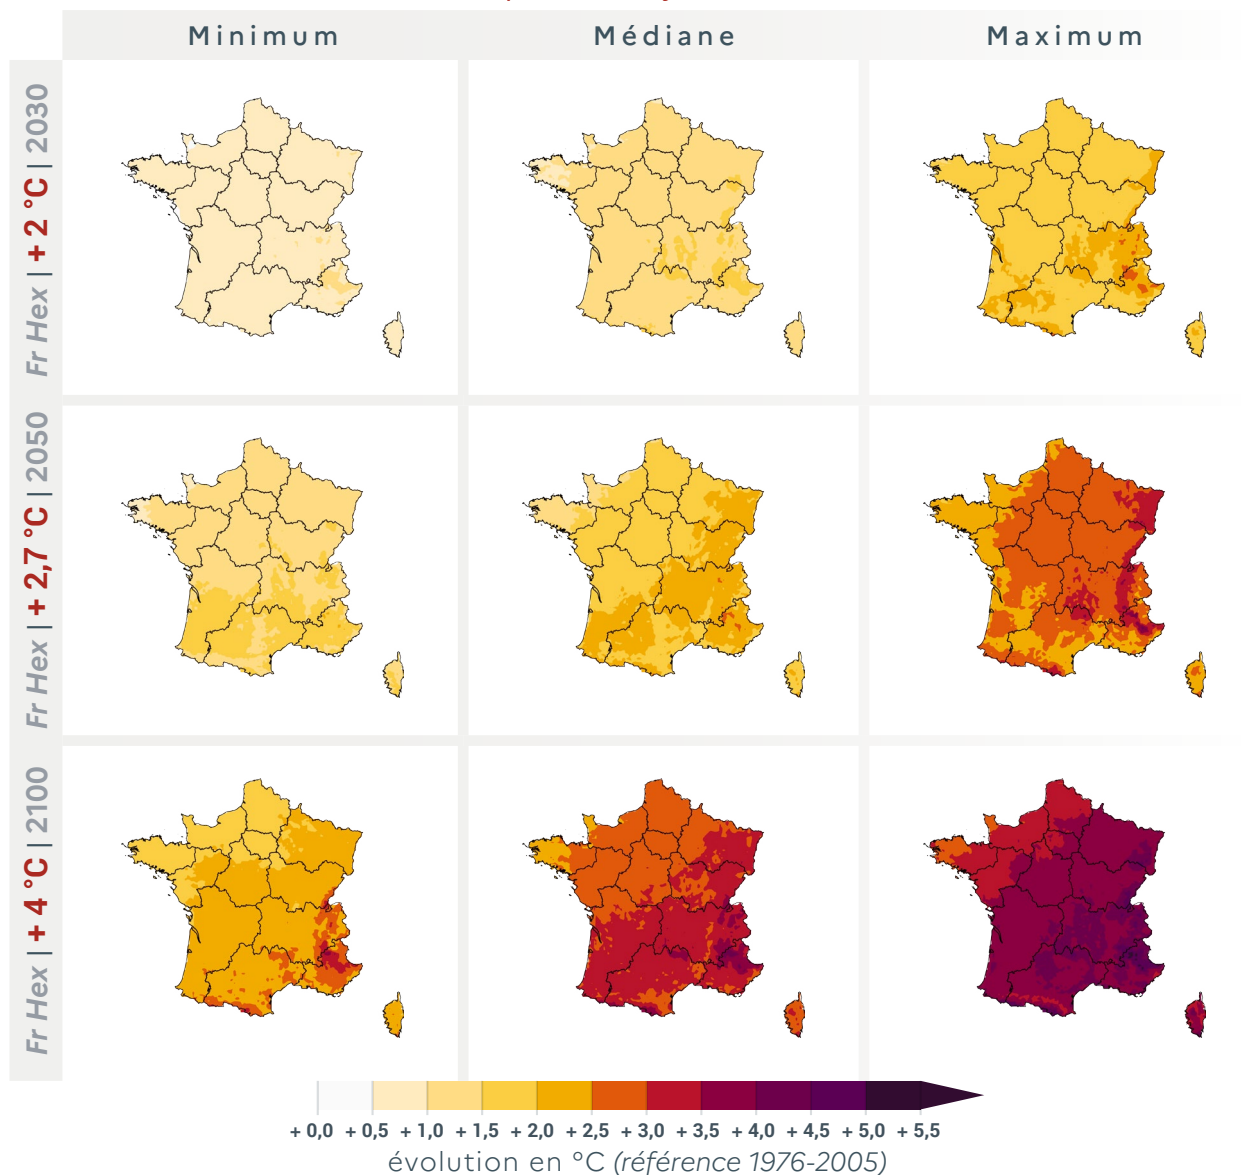 Minimum
Médiane
Maximum
Fr Hex | + 2 °C | 2030
Fr Hex | + 2,7 °C | 2050
Fr Hex | + 4 °C | 2100
+ 0,0 + 0,5 + 1,0 + 1,5 + 2,0 + 2,5 + 3,0 + 3,5 + 4,0 + 4,5 + 5,0 + 5,5
évolution en °C (référence 1976-2005)